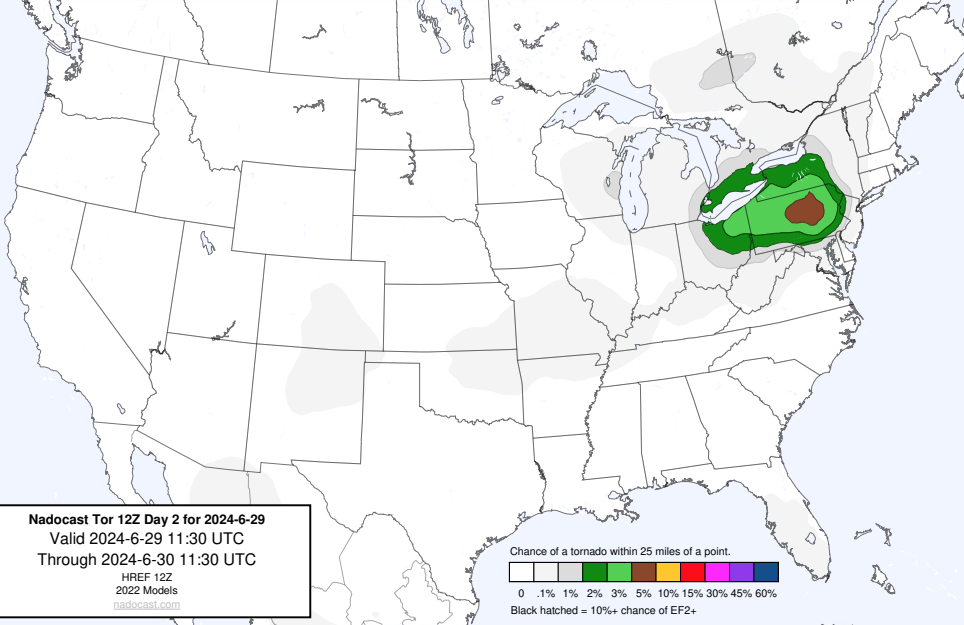 Nadocast Tor 12Z Day 2 for 2024-6-29
Valid 2024-6-29 11:30 UTC
Through 2024-6-30 11:30 UTC
HREF 12Z
2022 Models
nadocast.com
Chance of a tornado within 25 miles of a point.
0 .1% 1% 2% 3% 5% 10% 15% 30% 45% 60%
Black hatched = 10%+ chance of EF2+